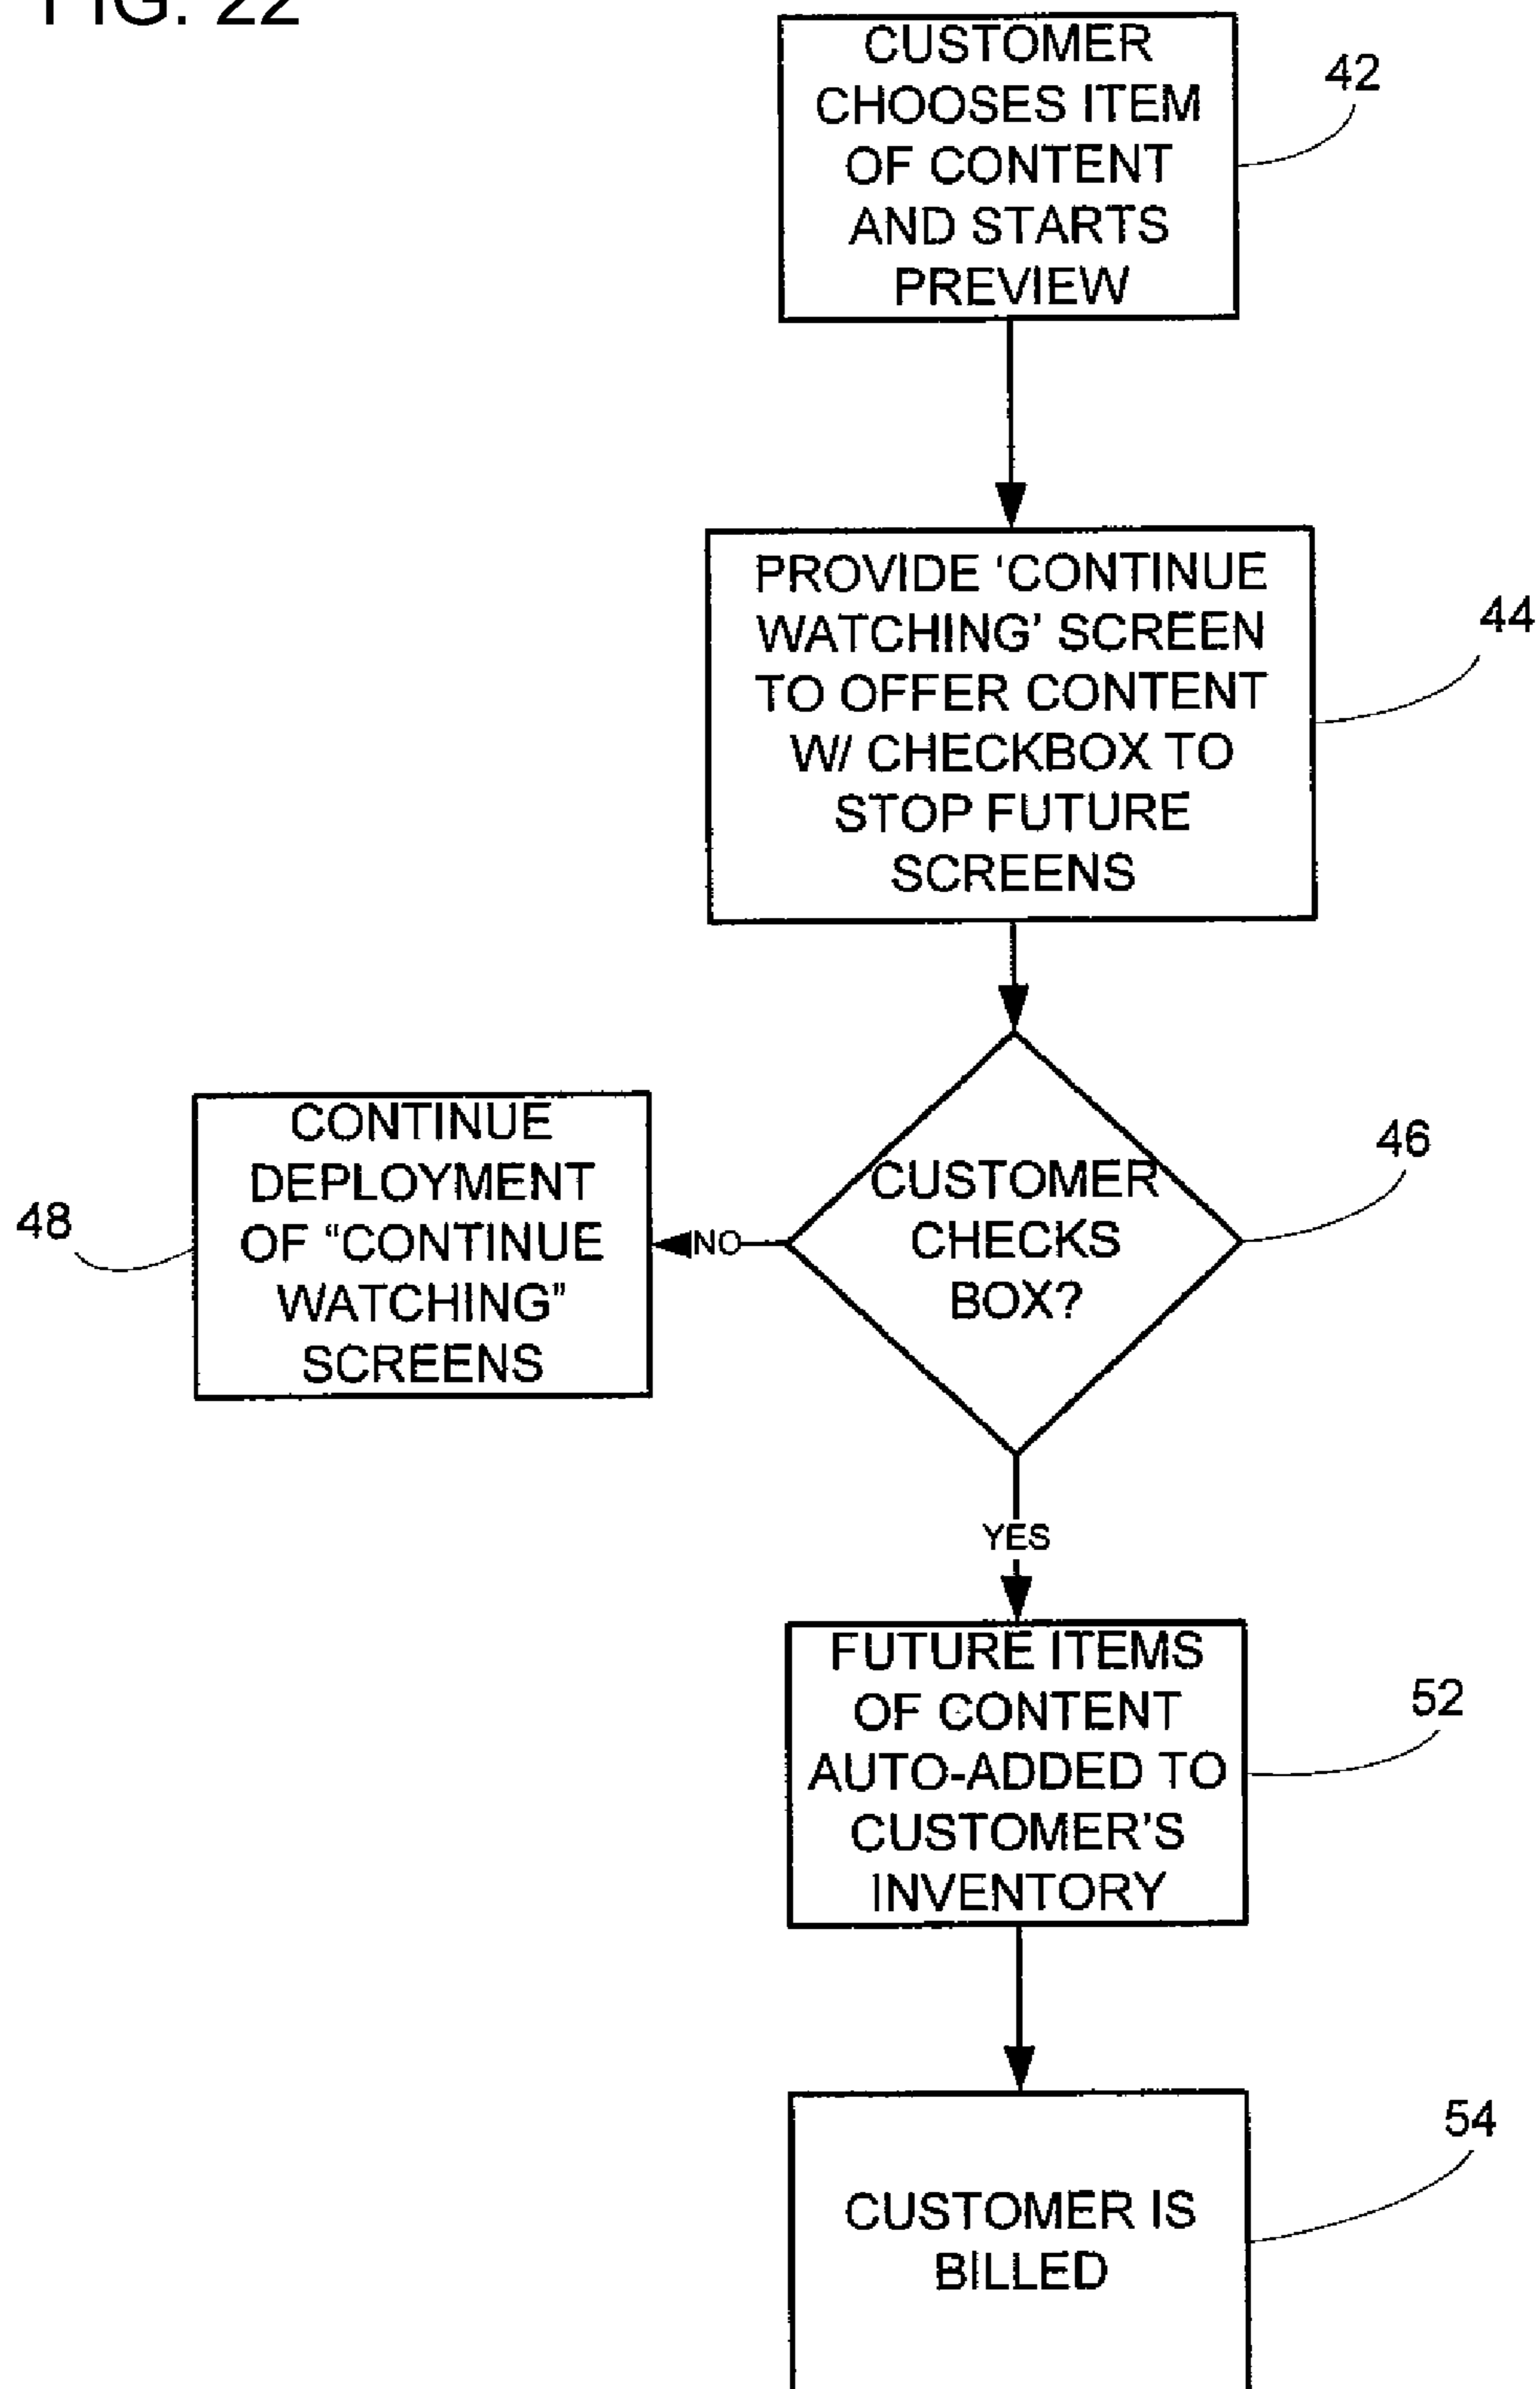 FIG. 22
CUSTOMER
CHOOSES ITEM
OF CONTENT
AND STARTS
PREVIEW
42
PROVIDE ‘CONTINUE
WATCHING’ SCREEN
TO OFFER CONTENT
W/ CHECKBOX TO
STOP FUTURE
SCREENS
44
CUSTOMER
CHECKS
BOX?
46
NO
CONTINUE
DEPLOYMENT
OF “CONTINUE
WATCHING”
SCREENS
48
YES
FUTURE ITEMS
OF CONTENT
AUTO-ADDED TO
CUSTOMER’S
INVENTORY
52
CUSTOMER IS
BILLED
54